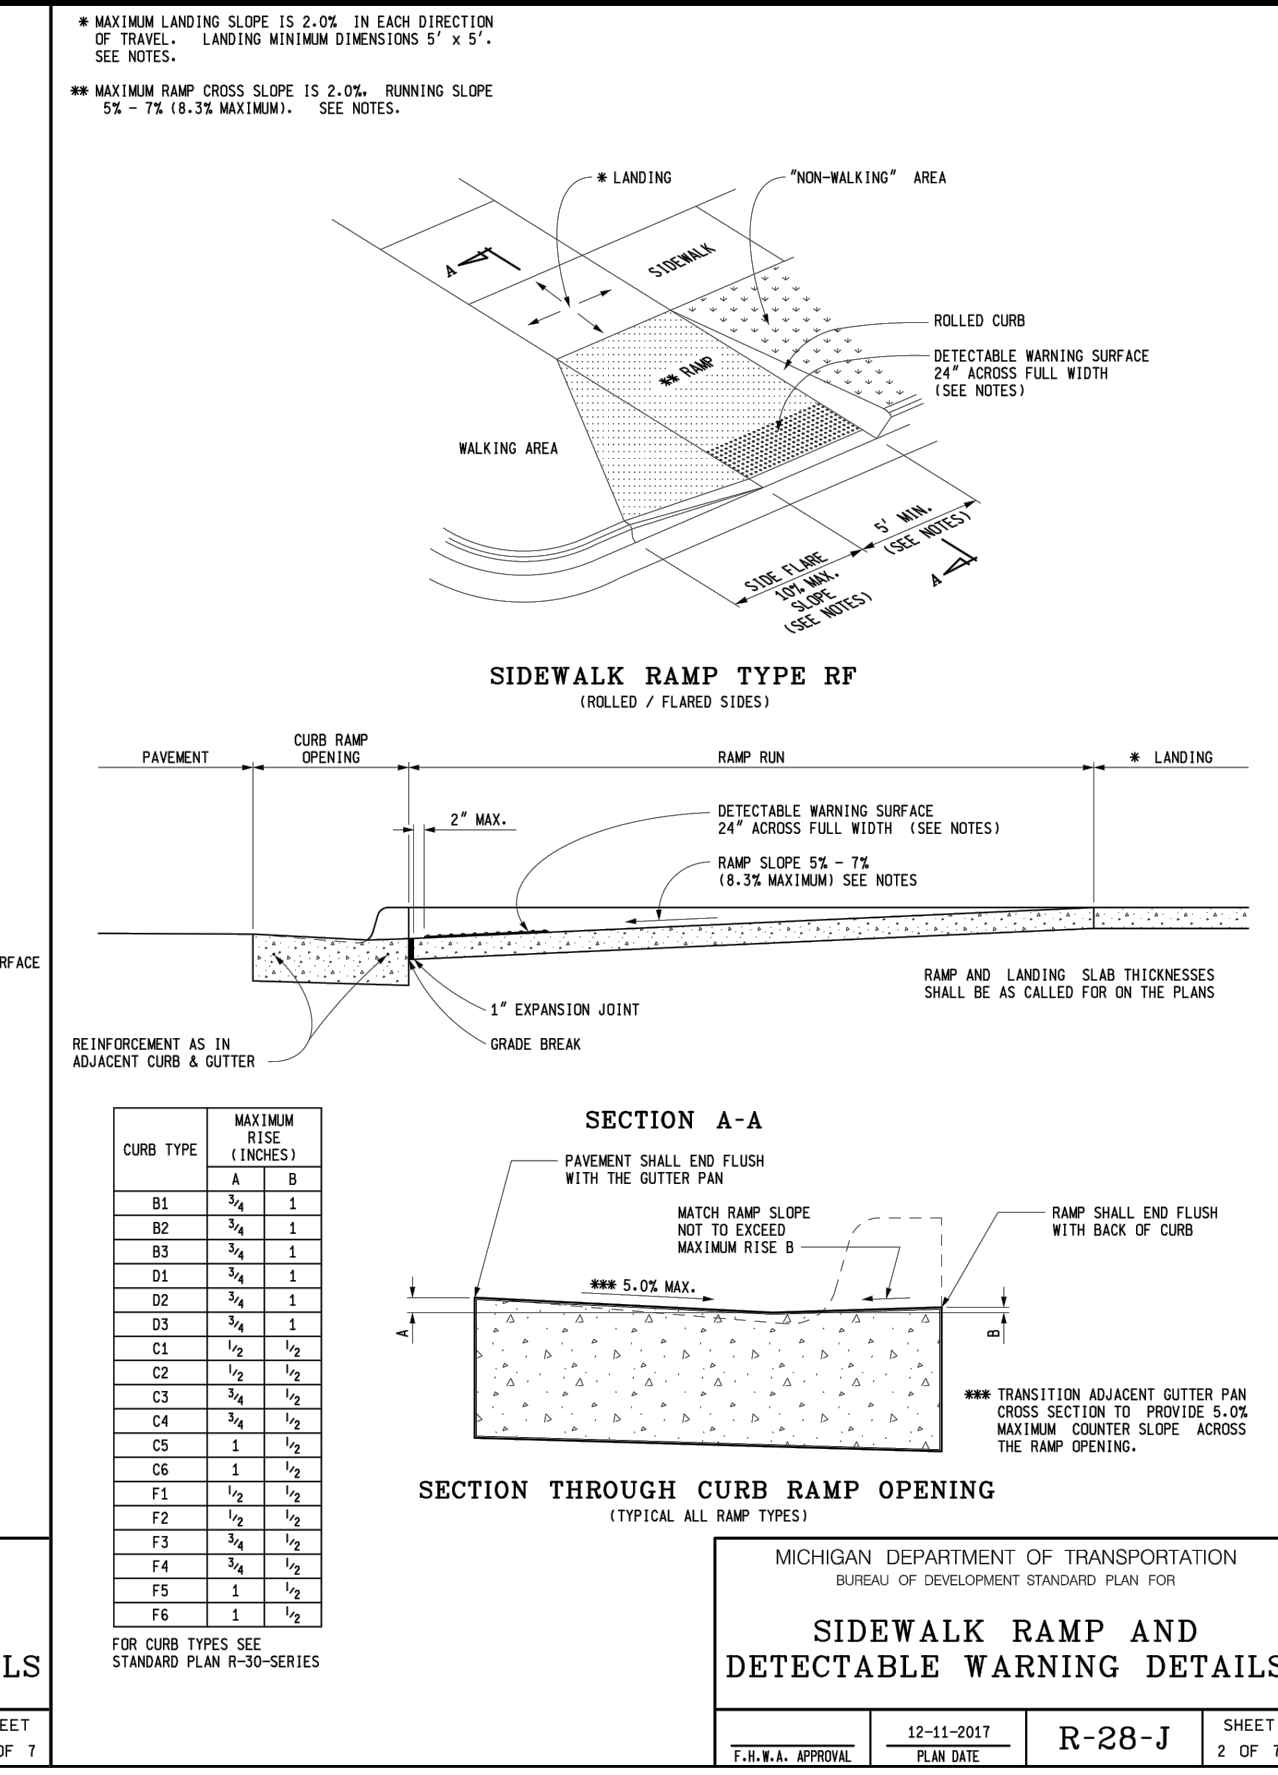 * MAXIMUM LANDING SLOPE IS 2.0% IN EACH DIRECTION
OF TRAVEL. LANDING MINIMUM DIMENSIONS 5' x 5'.
SEE NOTES.
** MAXIMUM RAMP CROSS SLOPE IS 2.0%, RUNNING SLOPE
5% - 7% (8.3% MAXIMUM). SEE NOTES.
* LANDING
"NON-WALKING" AREA
A
SIDEWALK
ROLLED CURB
** RAMP
DETECTABLE WARNING SURFACE
24" ACROSS FULL WIDTH
(SEE NOTES)
WALKING AREA
5' MIN.
(SEE NOTES)
SIDE FLARE
10% MAX.
SLOPE
(SEE NOTES)
A
SIDEWALK RAMP TYPE RF
(ROLLED / FLARED SIDES)
PAVEMENT
CURB RAMP
OPENING
RAMP RUN
* LANDING
2" MAX.
DETECTABLE WARNING SURFACE
24" ACROSS FULL WIDTH (SEE NOTES)
RAMP SLOPE 5% - 7%
(8.3% MAXIMUM) SEE NOTES
RFACE
RAMP AND LANDING SLAB THICKNESSES
SHALL BE AS CALLED FOR ON THE PLANS
1" EXPANSION JOINT
GRADE BREAK
REINFORCEMENT AS IN
ADJACENT CURB & GUTTER
SECTION A-A
CURB TYPE
MAXIMUM
RISE
(INCHES)
A B
B1 3/4 1
B2 3/4 1
B3 3/4 1
D1 3/4 1
D2 3/4 1
D3 3/4 1
C1 1/2 1/2
C2 1/2 1/2
C3 3/4 1/2
C4 3/4 1/2
C5 1 1/2
C6 1 1/2
F1 1/2 1/2
F2 1/2 1/2
F3 3/4 1/2
F4 3/4 1/2
F5 1 1/2
F6 1 1/2
FOR CURB TYPES SEE
STANDARD PLAN R-30-SERIES
PAVEMENT SHALL END FLUSH
WITH THE GUTTER PAN
MATCH RAMP SLOPE
NOT TO EXCEED
MAXIMUM RISE B
RAMP SHALL END FLUSH
WITH BACK OF CURB
*** 5.0% MAX.
A
B
*** TRANSITION ADJACENT GUTTER PAN
CROSS SECTION TO PROVIDE 5.0%
MAXIMUM COUNTER SLOPE ACROSS
THE RAMP OPENING.
SECTION THROUGH CURB RAMP OPENING
(TYPICAL ALL RAMP TYPES)
MICHIGAN DEPARTMENT OF TRANSPORTATION
BUREAU OF DEVELOPMENT STANDARD PLAN FOR
SIDEWALK RAMP AND
DETECTABLE WARNING DETAILS
LS
EET
OF 7
F.H.W.A. APPROVAL
12-11-2017
PLAN DATE
R-28-J
SHEET
2 OF 7